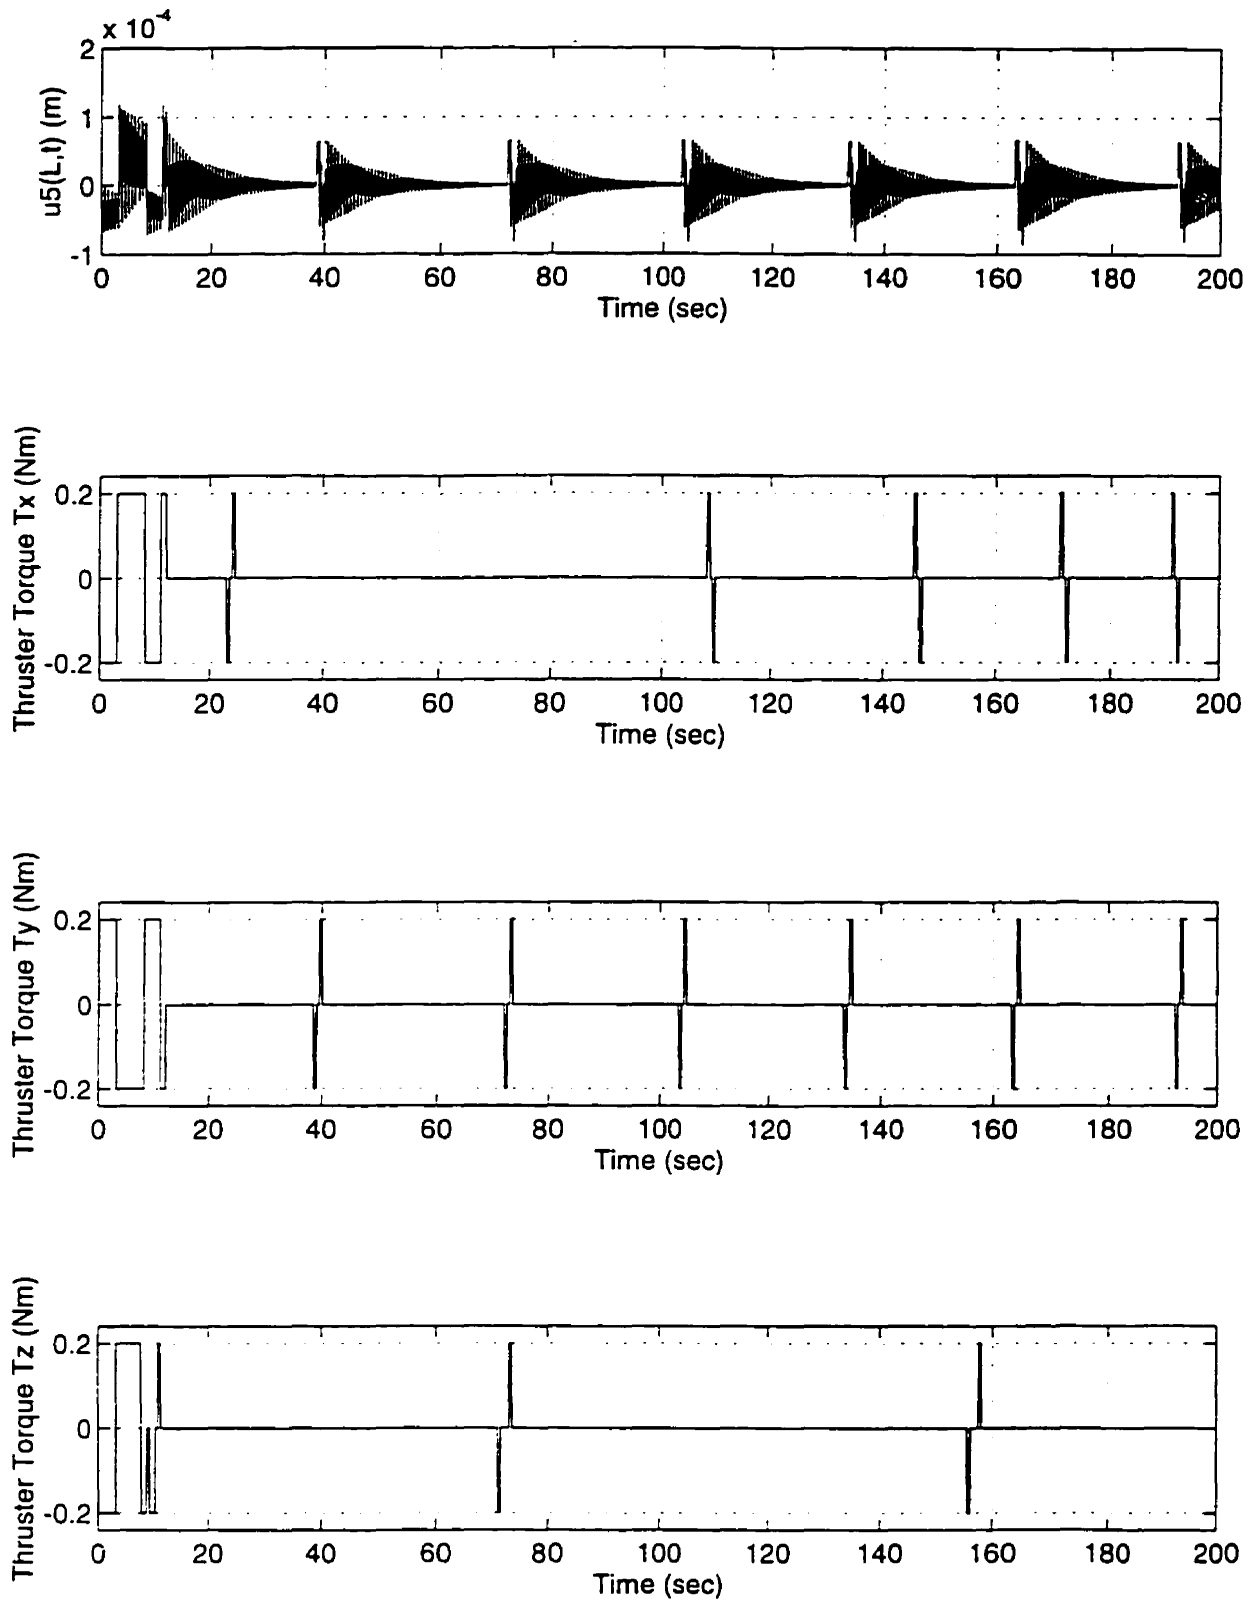 x 10^-4
2
1
0
-1
u5(L,t) (m)
0 20 40 60 80 100 120 140 160 180 200
Time (sec)
Thruster Torque Tx (Nm)
0.2
0
-0.2
0 20 40 60 80 100 120 140 160 180 200
Time (sec)
Thruster Torque Ty (Nm)
0.2
0
-0.2
0 20 40 60 80 100 120 140 160 180 200
Time (sec)
Thruster Torque Tz (Nm)
0.2
0
-0.2
0 20 40 60 80 100 120 140 160 180 200
Time (sec)